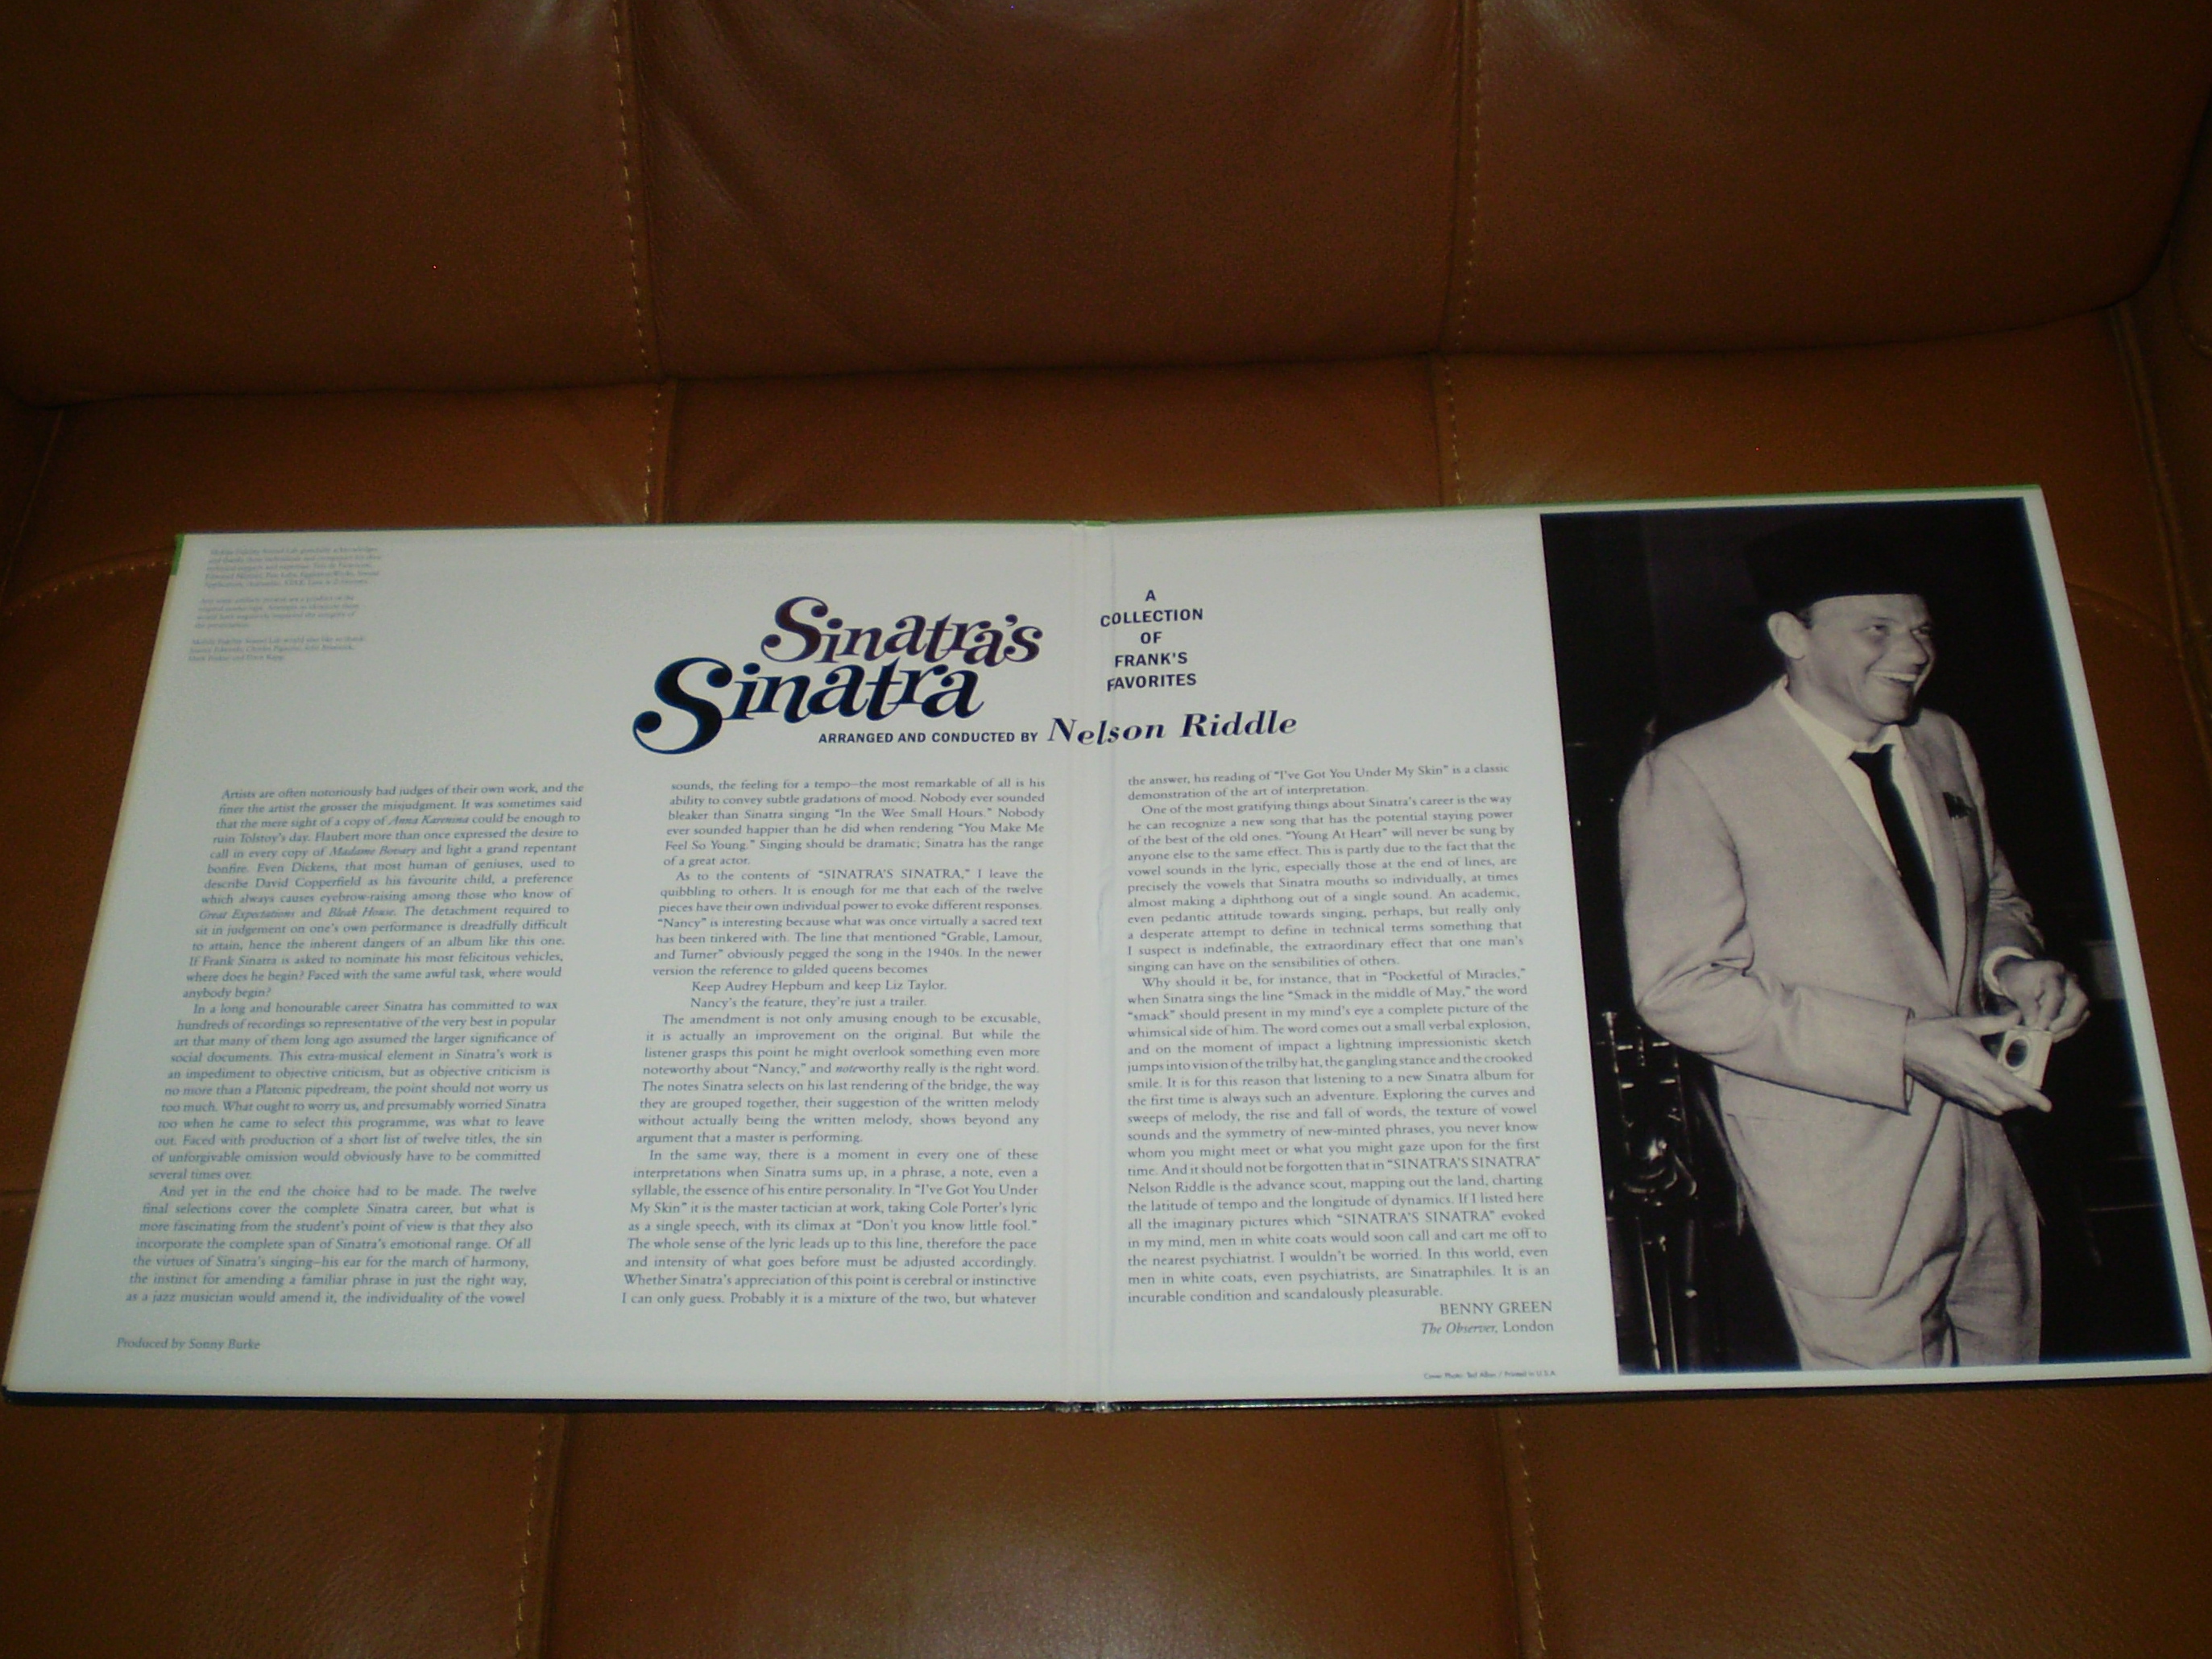 Mobile Fidelity Sound Lab gratefully acknowledges
Mobile Fidelity Sound Lab would also like to thank
Sinatra's
Sinatra
A
COLLECTION
OF
FRANK'S
FAVORITES
ARRANGED AND CONDUCTED BY Nelson Riddle
Artists are often notoriously bad judges of their own work, and the
finer the artist the grosser the misjudgment. It was sometimes said
that the mere sight of a copy of Anna Karenina could be enough to
ruin Tolstoy's day. Flaubert more than once expressed the desire to
call in every copy of Madame Bovary and light a grand repentant
bonfire. Even Dickens, that most human of geniuses, used to
describe David Copperfield as his favourite child, a preference
which always causes eyebrow-raising among those who know of
Great Expectations and Bleak House. The detachment required to
sit in judgement on one's own performance is dreadfully difficult
to attain, hence the inherent dangers of an album like this one.
If Frank Sinatra is asked to nominate his most felicitous vehicles,
where does he begin? Faced with the same awful task, where would
anybody begin?
In a long and honourable career Sinatra has committed to wax
hundreds of recordings so representative of the very best in popular
art that many of them long ago assumed the larger significance of
social documents. This extra-musical element in Sinatra's work is
an impediment to objective criticism, but as objective criticism is
no more than a Platonic pipedream, the point should not worry us
too much. What ought to worry us, and presumably worried Sinatra
too when he came to select this programme, was what to leave
out. Faced with production of a short list of twelve titles, the sin
of unforgivable omission would obviously have to be committed
several times over.
And yet in the end the choice had to be made. The twelve
final selections cover the complete Sinatra career, but what is
more fascinating from the student's point of view is that they also
incorporate the complete span of Sinatra's emotional range. Of all
the virtues of Sinatra's singing—his ear for the march of harmony,
the instinct for amending a familiar phrase in just the right way,
as a jazz musician would amend it, the individuality of the vowel
Produced by Sonny Burke
sounds, the feeling for a tempo—the most remarkable of all is his
ability to convey subtle gradations of mood. Nobody ever sounded
bleaker than Sinatra singing "In the Wee Small Hours." Nobody
ever sounded happier than he did when rendering "You Make Me
Feel So Young." Singing should be dramatic; Sinatra has the range
of a great actor.
As to the contents of "SINATRA'S SINATRA," I leave the
quibbling to others. It is enough for me that each of the twelve
pieces have their own individual power to evoke different responses.
"Nancy" is interesting because what was once virtually a sacred text
has been tinkered with. The line that mentioned "Grable, Lamour,
and Turner" obviously pegged the song in the 1940s. In the newer
version the reference to gilded queens becomes
Keep Audrey Hepburn and keep Liz Taylor.
Nancy's the feature, they're just a trailer.
The amendment is not only amusing enough to be excusable,
it is actually an improvement on the original. But while the
listener grasps this point he might overlook something even more
noteworthy about "Nancy," and noteworthy really is the right word.
The notes Sinatra selects on his last rendering of the bridge, the way
they are grouped together, their suggestion of the written melody
without actually being the written melody, shows beyond any
argument that a master is performing.
In the same way, there is a moment in every one of these
interpretations when Sinatra sums up, in a phrase, a note, even a
syllable, the essence of his entire personality. In "I've Got You Under
My Skin" it is the master tactician at work, taking Cole Porter's lyric
as a single speech, with its climax at "Don't you know little fool."
The whole sense of the lyric leads up to this line, therefore the pace
and intensity of what goes before must be adjusted accordingly.
Whether Sinatra's appreciation of this point is cerebral or instinctive
I can only guess. Probably it is a mixture of the two, but whatever
the answer, his reading of "I've Got You Under My Skin" is a classic
demonstration of the art of interpretation.
One of the most gratifying things about Sinatra's career is the way
he can recognize a new song that has the potential staying power
of the best of the old ones. "Young At Heart" will never be sung by
anyone else to the same effect. This is partly due to the fact that the
vowel sounds in the lyric, especially those at the end of lines, are
precisely the vowels that Sinatra mouths so individually, at times
almost making a diphthong out of a single sound. An academic,
even pedantic attitude towards singing, perhaps, but really only
a desperate attempt to define in technical terms something that
I suspect is indefinable, the extraordinary effect that one man's
singing can have on the sensibilities of others.
Why should it be, for instance, that in "Pocketful of Miracles,"
when Sinatra sings the line "Smack in the middle of May," the word
"smack" should present in my mind's eye a complete picture of the
whimsical side of him. The word comes out a small verbal explosion,
and on the moment of impact a lightning impressionistic sketch
jumps into vision of the trilby hat, the gangling stance and the crooked
smile. It is for this reason that listening to a new Sinatra album for
the first time is always such an adventure. Exploring the curves and
sweeps of melody, the rise and fall of words, the texture of vowel
sounds and the symmetry of new-minted phrases, you never know
whom you might meet or what you might gaze upon for the first
time. And it should not be forgotten that in "SINATRA'S SINATRA"
Nelson Riddle is the advance scout, mapping out the land, charting
the latitude of tempo and the longitude of dynamics. If I listed here
all the imaginary pictures which "SINATRA'S SINATRA" evoked
in my mind, men in white coats would soon call and cart me off to
the nearest psychiatrist. I wouldn't be worried. In this world, even
men in white coats, even psychiatrists, are Sinatraphiles. It is an
incurable condition and scandalously pleasurable.
BENNY GREEN
The Observer, London
Cover Photo: Ted Allan / Printed in U.S.A.